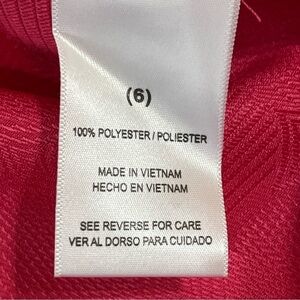 (6)
100% POLYESTER / POLIESTER
MADE IN VIETNAM
HECHO EN VIETNAM
SEE REVERSE FOR CARE
VER AL DORSO PARA CUIDADO